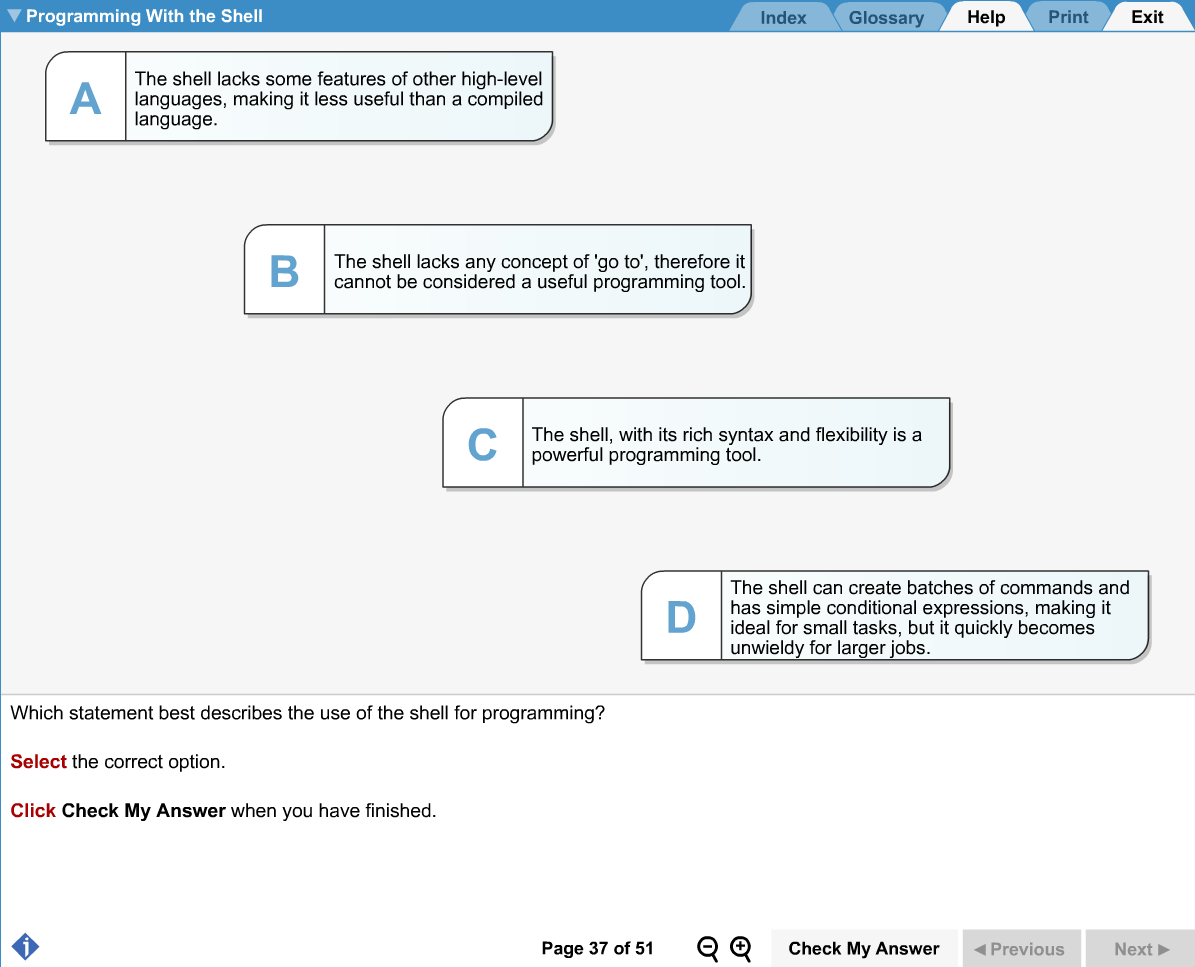 Programming With the Shell
Index
Glossary
Help
Print
Exit
A
The shell lacks some features of other high-level
languages, making it less useful than a compiled
language.
B
The shell lacks any concept of 'go to', therefore it
cannot be considered a useful programming tool.
C
The shell, with its rich syntax and flexibility is a
powerful programming tool.
D
The shell can create batches of commands and
has simple conditional expressions, making it
ideal for small tasks, but it quickly becomes
unwieldy for larger jobs.
Which statement best describes the use of the shell for programming?
Select the correct option.
Click Check My Answer when you have finished.
i
Page 37 of 51
Check My Answer
Previous
Next